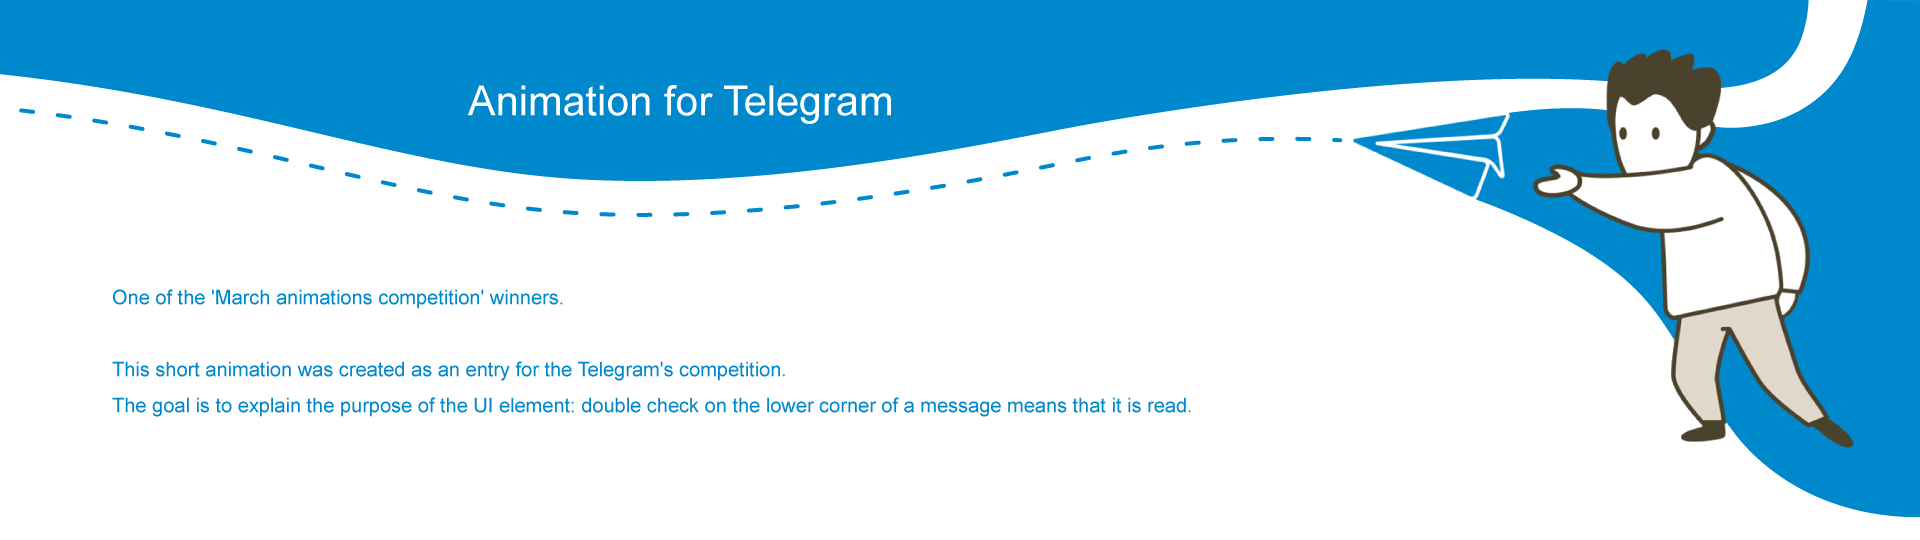 Animation for Telegram
One of the 'March animations competition' winners.
This short animation was created as an entry for the Telegram's competition.
The goal is to explain the purpose of the UI element: double check on the lower corner of a message means that it is read.